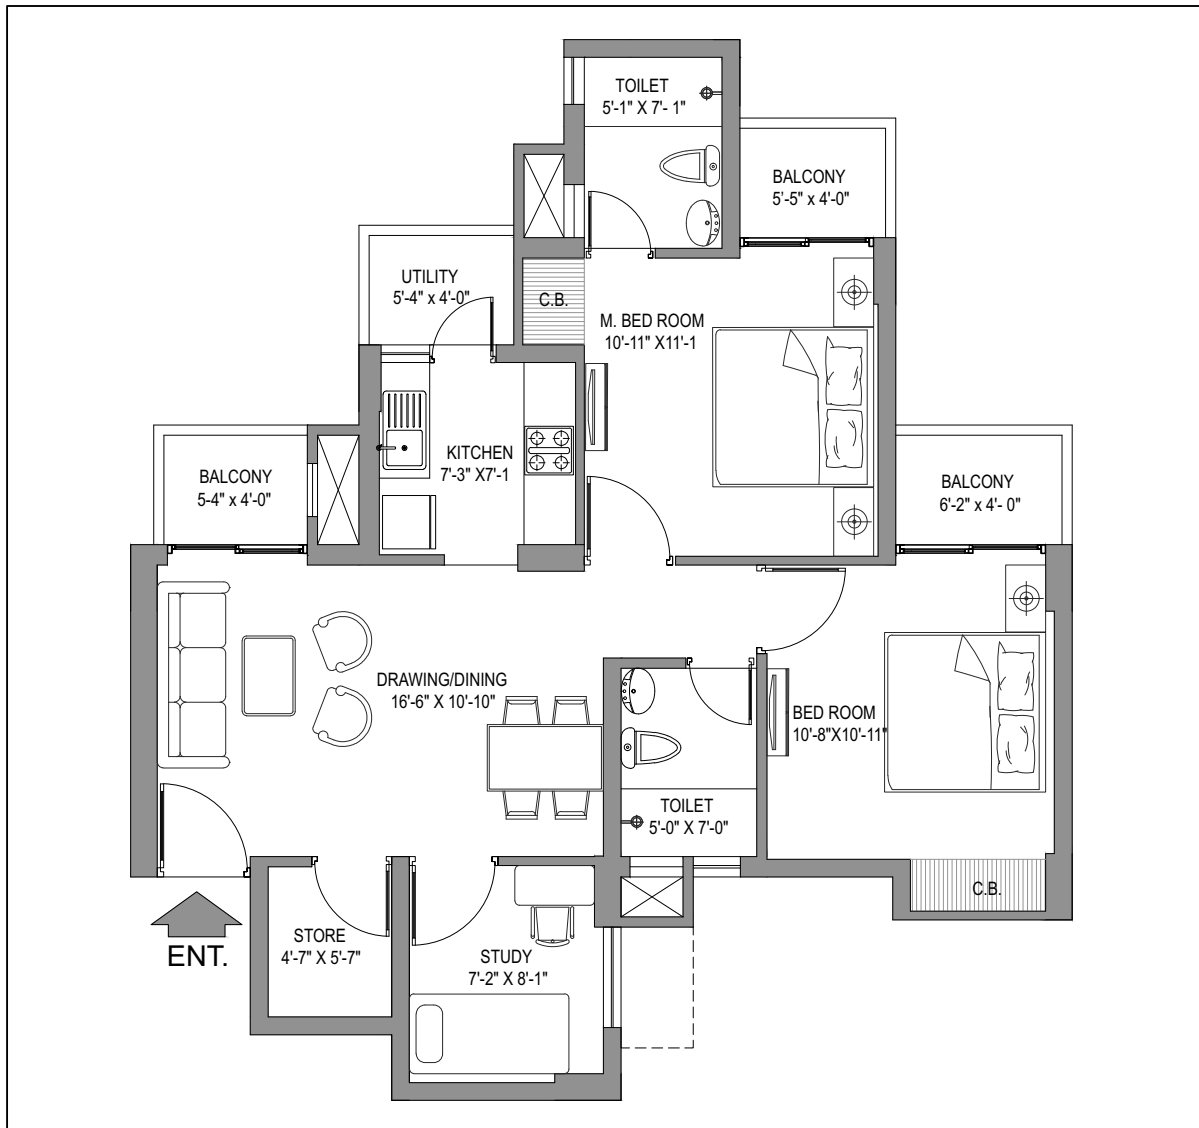 TOILET
5'-1" X 7'- 1"
BALCONY
5'-5" x 4'-0"
UTILITY
5'-4" x 4'-0"
C.B.
M. BED ROOM
10'-11" X11'-1
KITCHEN
7'-3" X7'-1
BALCONY
5-4" x 4'-0"
BALCONY
6'-2" x 4'- 0"
DRAWING/DINING
16'-6" X 10'-10"
BED ROOM
10'-8"X10'-11"
TOILET
5'-0" X 7'-0"
C.B.
ENT.
STORE
4'-7" X 5'-7"
STUDY
7'-2" X 8'-1"